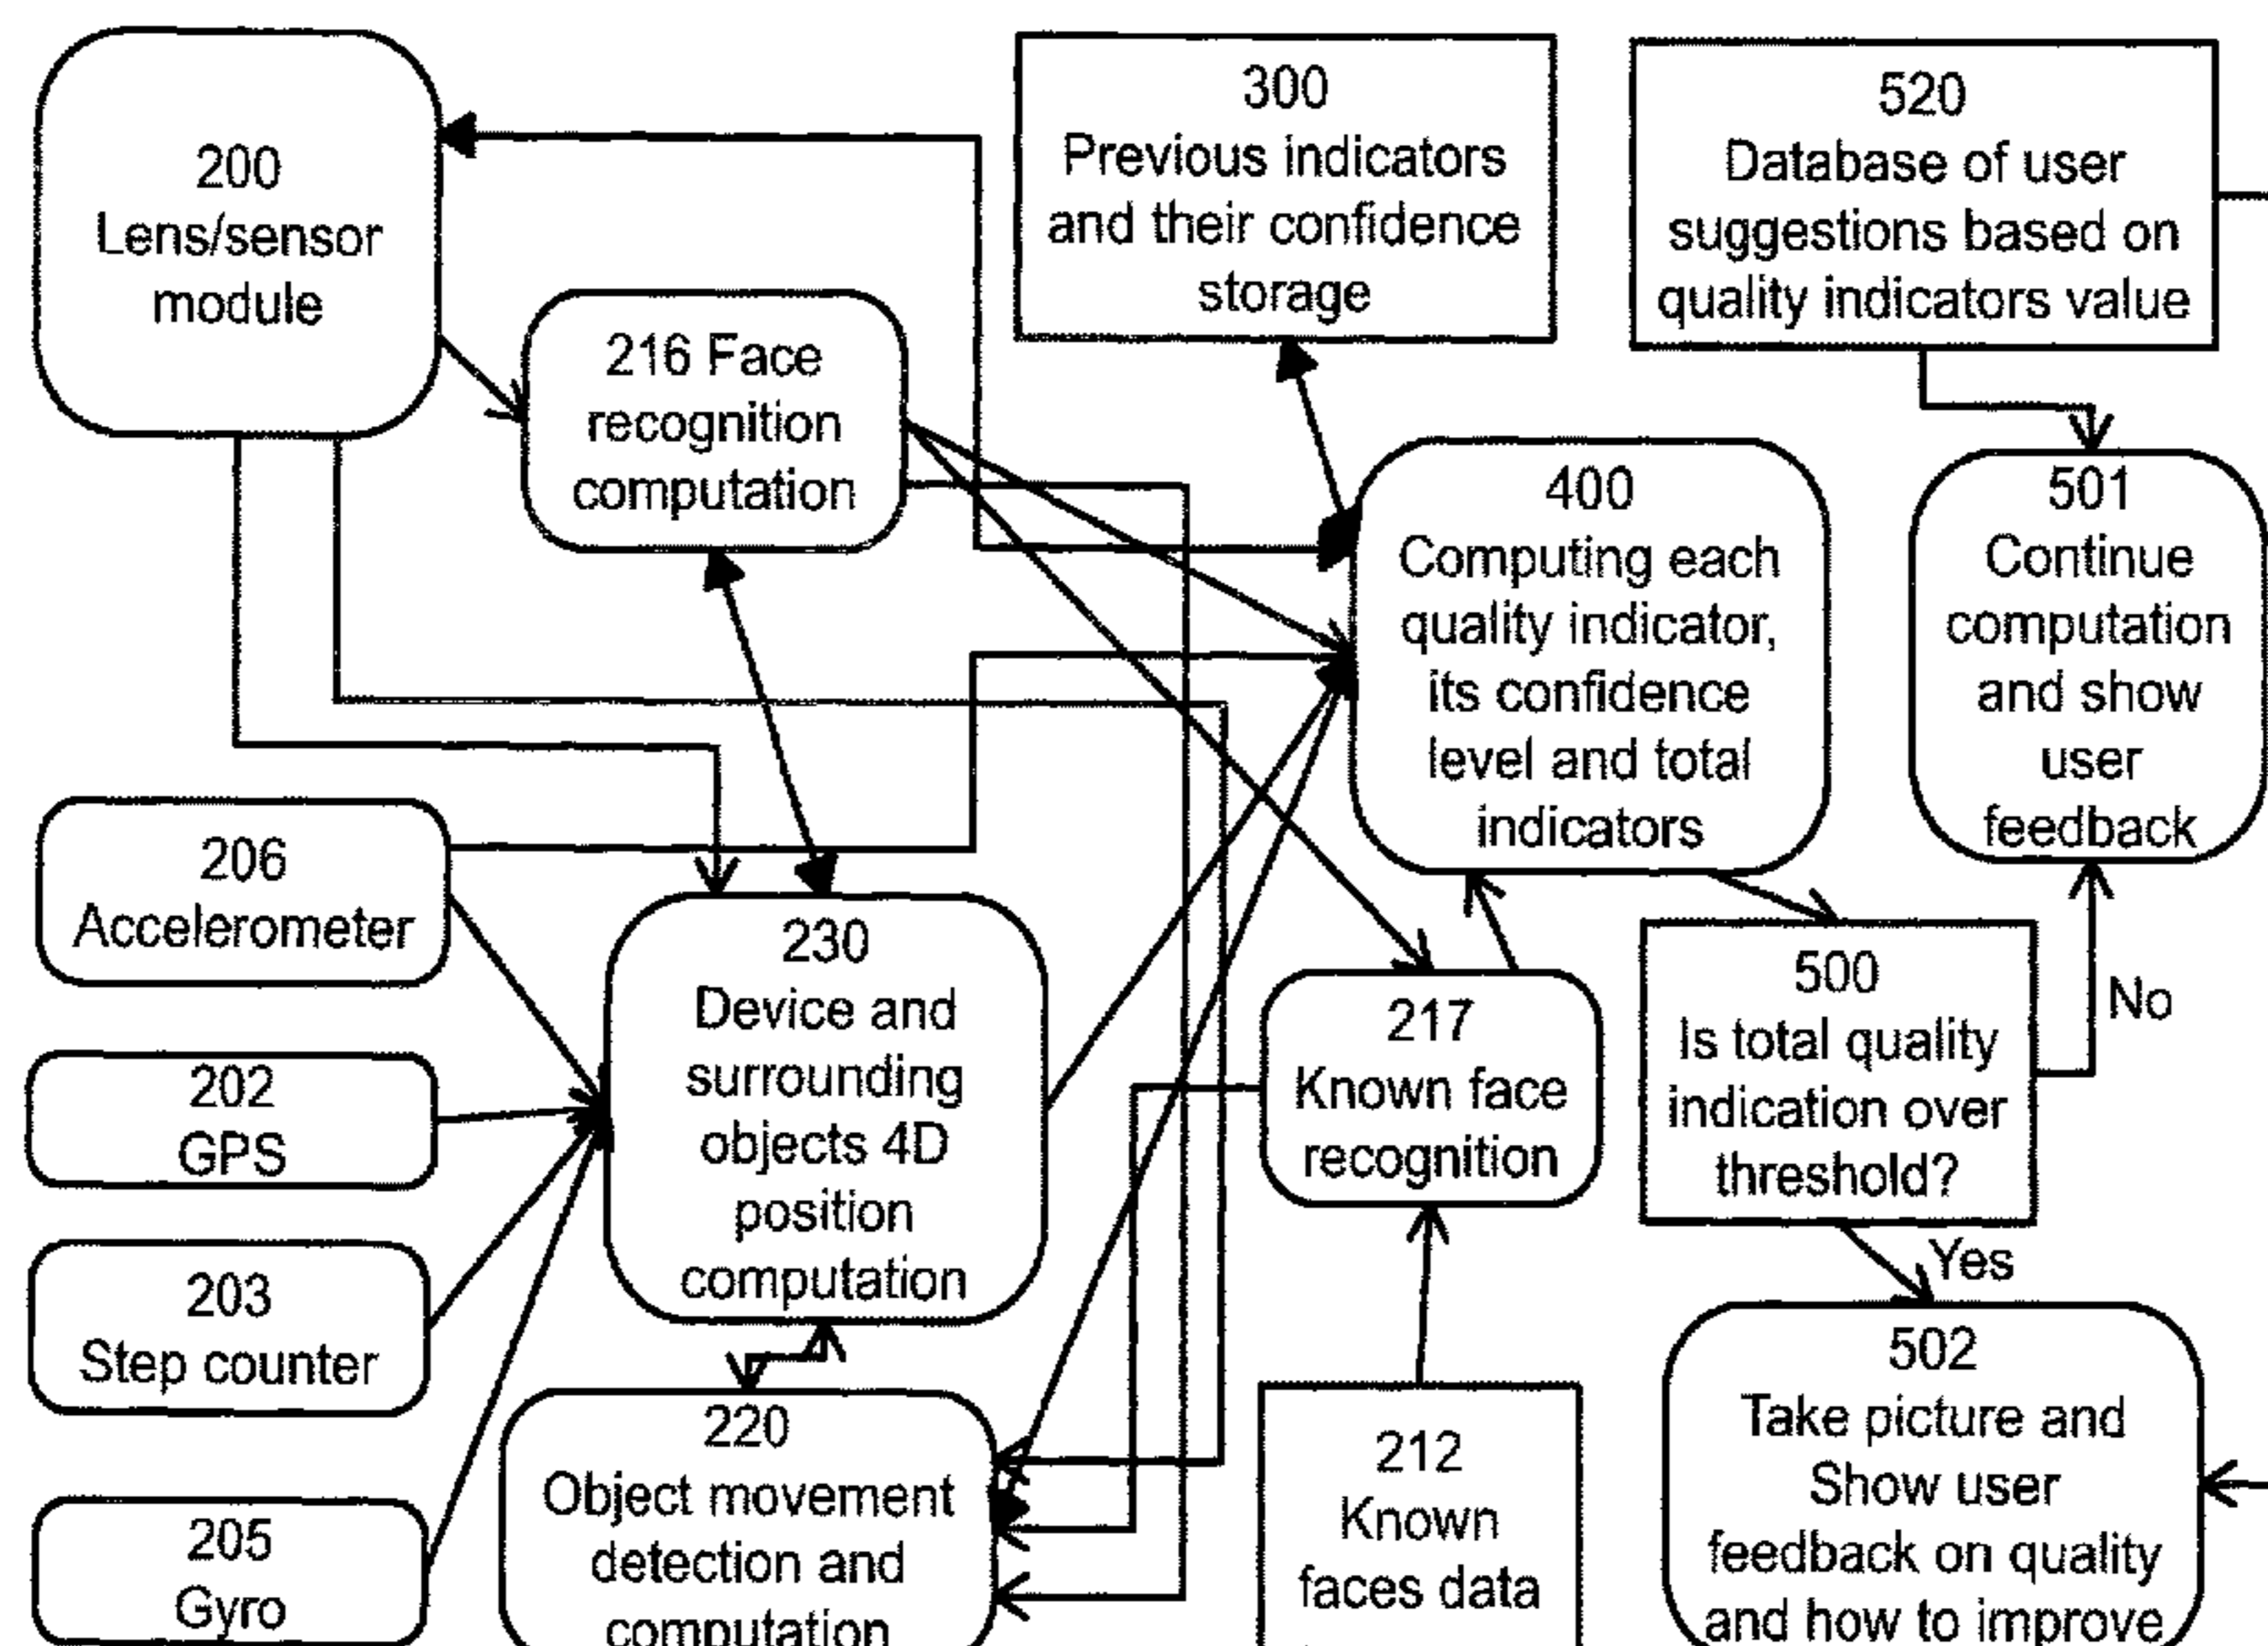 200
Lens/sensor
module
216 Face
recognition
computation
300
Previous indicators
and their confidence
storage
520
Database of user
suggestions based on
quality indicators value
400
Computing each
quality indicator,
its confidence
level and total
indicators
501
Continue
computation
and show
user
feedback
206
Accelerometer
202
GPS
203
Step counter
205
Gyro
230
Device and
surrounding
objects 4D
position
computation
220
Object movement
detection and
computation
217
Known face
recognition
212
Known
faces data
500
Is total quality
indication over
threshold?
No
Yes
502
Take picture and
Show user
feedback on quality
and how to improve